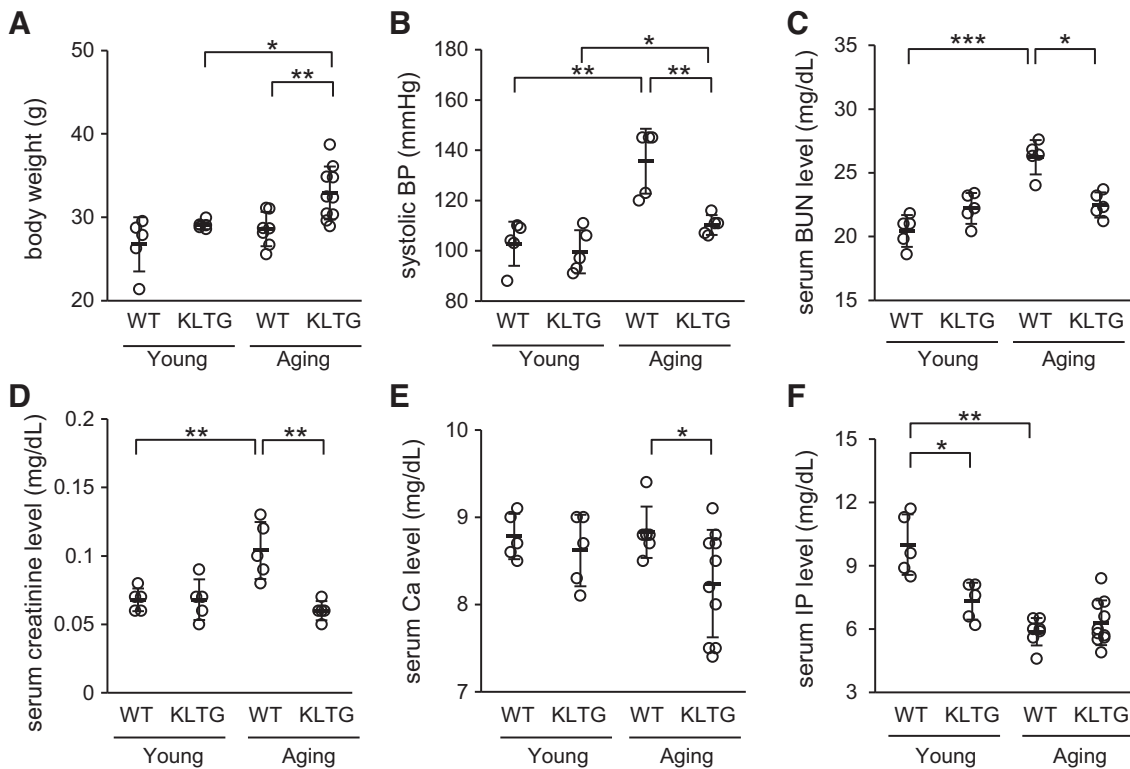 A
body weight (g)
50
40
30
20
*
**
WT KLTG WT KLTG
Young Aging
B
systolic BP (mmHg)
180
160
140
120
100
80
*
** **
WT KLTG WT KLTG
Young Aging
C
serum BUN level (mg/dL)
35
30
25
20
15
*** *
WT KLTG WT KLTG
Young Aging
D
serum creatinine level (mg/dL)
0.2
0.15
0.1
0.05
0
** **
WT KLTG WT KLTG
Young Aging
E
serum Ca level (mg/dL)
10
9
8
7
*
WT KLTG WT KLTG
Young Aging
F
serum IP level (mg/dL)
15
12
9
6
3
**
*
WT KLTG WT KLTG
Young Aging